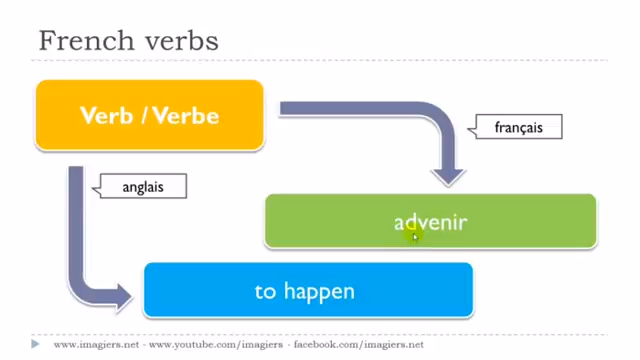 French verbs
Verb / Verbe
français
anglais
advenir
to happen
www.imagiers.net - www.youtube.com/imagiers - facebook.com/imagiers.net